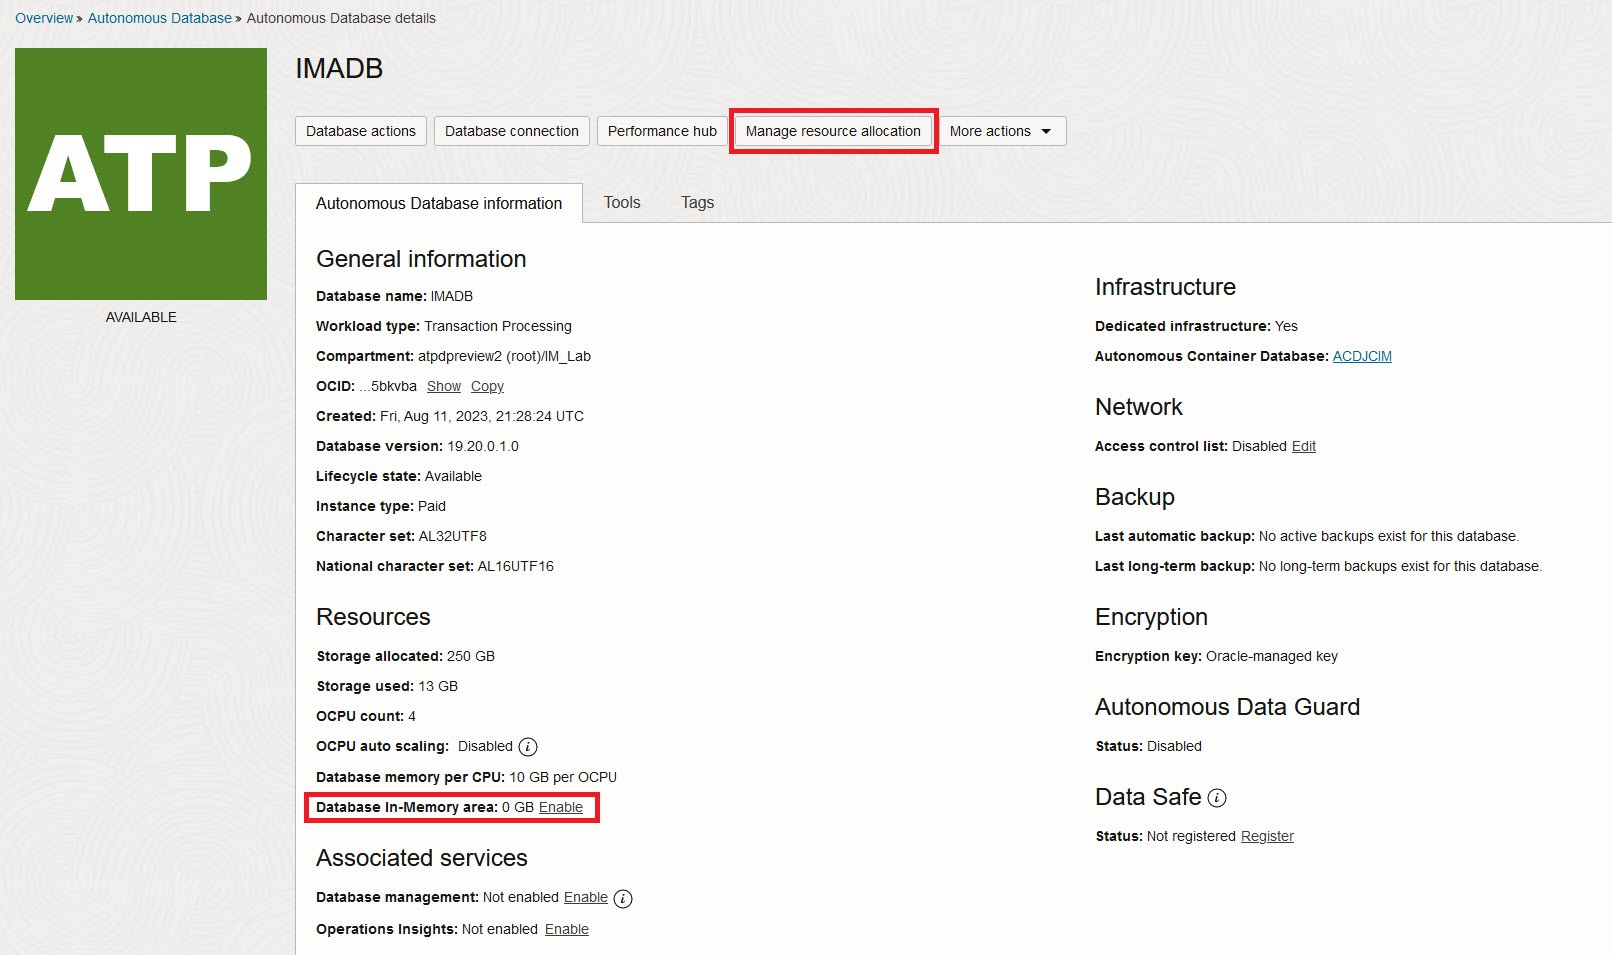 Overview » Autonomous Database » Autonomous Database details
ATP
AVAILABLE
IMADB
Database actions
Database connection
Performance hub
Manage resource allocation
More actions
Autonomous Database information
Tools
Tags
General information
Database name: IMADB
Workload type: Transaction Processing
Compartment: atpdpreview2 (root)/IM_Lab
OCID: ...5bkvba Show Copy
Created: Fri, Aug 11, 2023, 21:28:24 UTC
Database version: 19.20.0.1.0
Lifecycle state: Available
Instance type: Paid
Character set: AL32UTF8
National character set: AL16UTF16
Resources
Storage allocated: 250 GB
Storage used: 13 GB
OCPU count: 4
OCPU auto scaling: Disabled i
Database memory per CPU: 10 GB per OCPU
Database In-Memory area: 0 GB Enable
Associated services
Database management: Not enabled Enable i
Operations Insights: Not enabled Enable
Infrastructure
Dedicated infrastructure: Yes
Autonomous Container Database: ACDJCIM
Network
Access control list: Disabled Edit
Backup
Last automatic backup: No active backups exist for this database.
Last long-term backup: No long-term backups exist for this database.
Encryption
Encryption key: Oracle-managed key
Autonomous Data Guard
Status: Disabled
Data Safe i
Status: Not registered Register